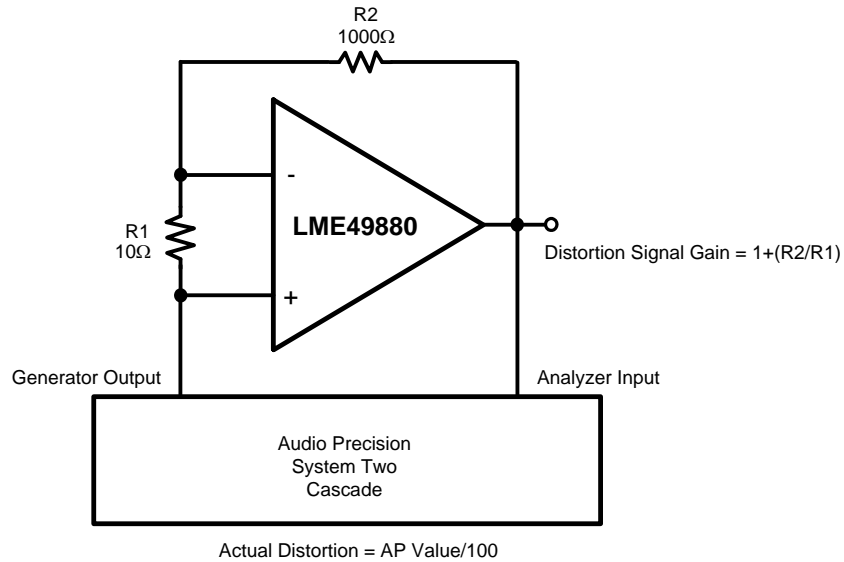 R2
1000Ω
-
R1
10Ω
LME49880
+
Distortion Signal Gain = 1+(R2/R1)
Generator Output
Analyzer Input
Audio Precision
System Two
Cascade
Actual Distortion = AP Value/100